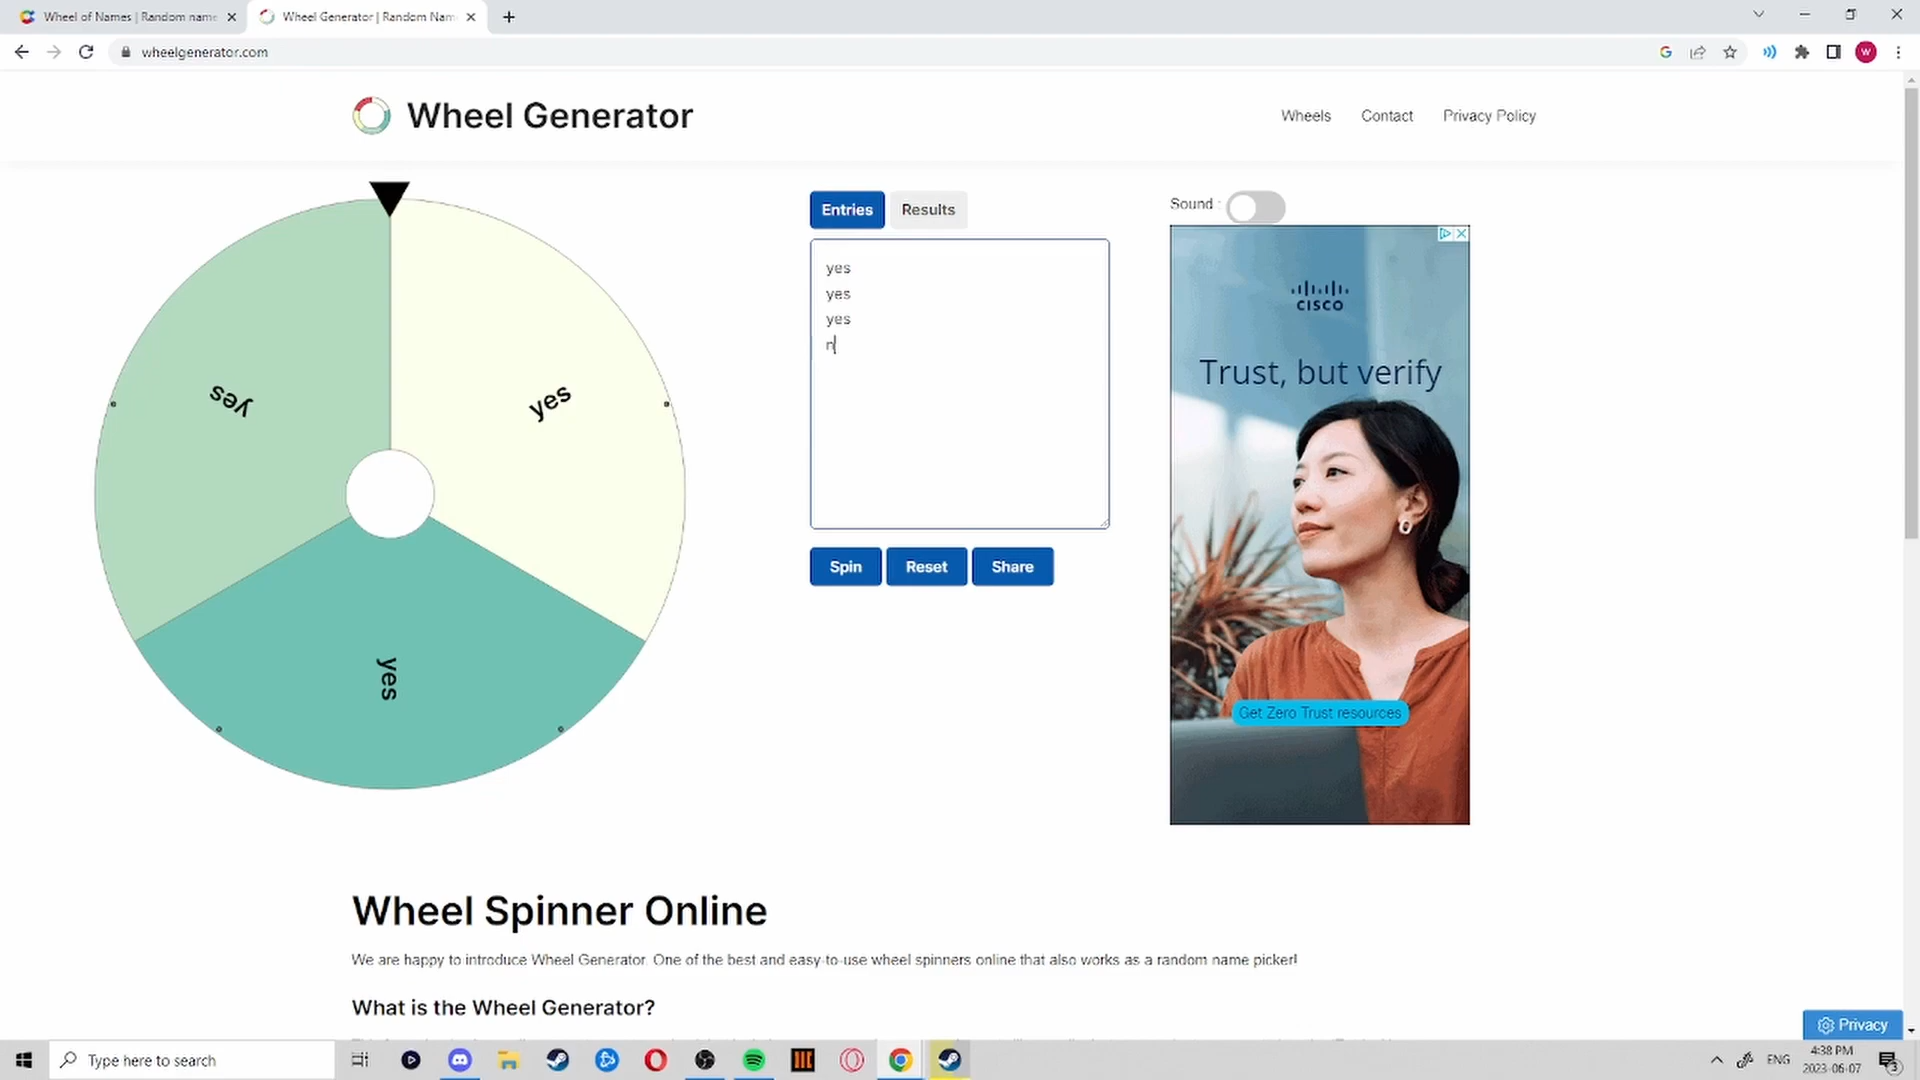 Wheel of Names | Random name
Wheel Generator | Random Nam
wheelgenerator.com
W
Wheel Generator
Wheels
Contact
Privacy Policy
Entries
Results
Sound :
yes
yes
yes
n
yes
yes
yes
CISCO
Trust, but verify
Get Zero Trust resources
Spin
Reset
Share
Wheel Spinner Online
We are happy to introduce Wheel Generator. One of the best and easy-to-use wheel spinners online that also works as a random name picker!
What is the Wheel Generator?
Privacy
Type here to search
ENG
4:38 PM
2023-06-07
3